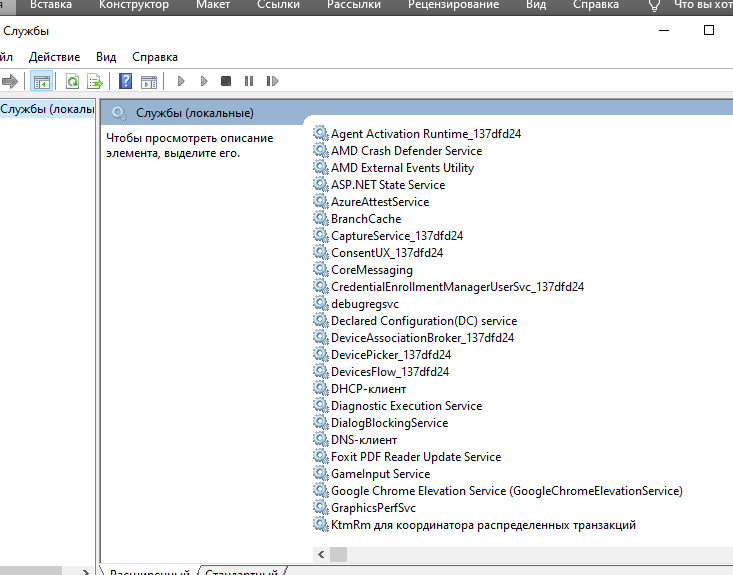 Вставка Конструктор Макет Ссылки Рассылки Рецензирование Вид Справка Что вы хот
Службы
йл Действие Вид Справка
Службы (локалы
Службы (локальные)
Чтобы просмотреть описание
элемента, выделите его.
Agent Activation Runtime_137dfd24
AMD Crash Defender Service
AMD External Events Utility
ASP.NET State Service
AzureAttestService
BranchCache
CaptureService_137dfd24
ConsentUX_137dfd24
CoreMessaging
CredentialEnrollmentManagerUserSvc_137dfd24
debugregsvc
Declared Configuration(DC) service
DeviceAssociationBroker_137dfd24
DevicePicker_137dfd24
DevicesFlow_137dfd24
DHCP-клиент
Diagnostic Execution Service
DialogBlockingService
DNS-клиент
Foxit PDF Reader Update Service
GameInput Service
Google Chrome Elevation Service (GoogleChromeElevationService)
GraphicsPerfSvc
KtmRm для координатора распределенных транзакций
Расширенный Стандартный